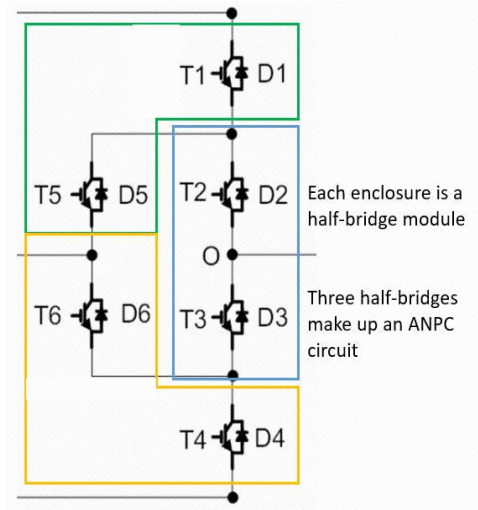 T1 D1
T5 D5 T2 D2
Each enclosure is a
half-bridge module
O
T6 D6 T3 D3
Three half-bridges
make up an ANPC
circuit
T4 D4